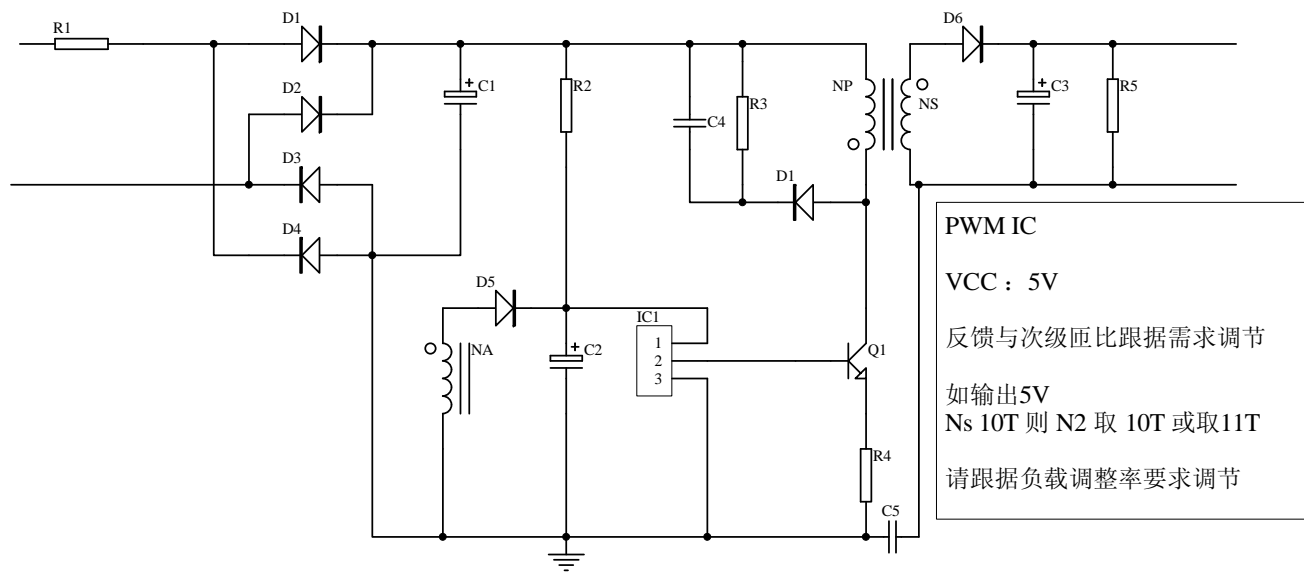 R1
D1
D2
D3
D4
+
C1
R2
C4
R3
D1
NP
NS
D6
+
C3
R5
D5
NA
+
C2
IC1
1
2
3
Q1
R4
C5
PWM IC
VCC：5V
反馈与次级匝比跟据需求调节
如输出5V
Ns 10T 则 N2 取 10T 或取11T
请跟据负载调整率要求调节